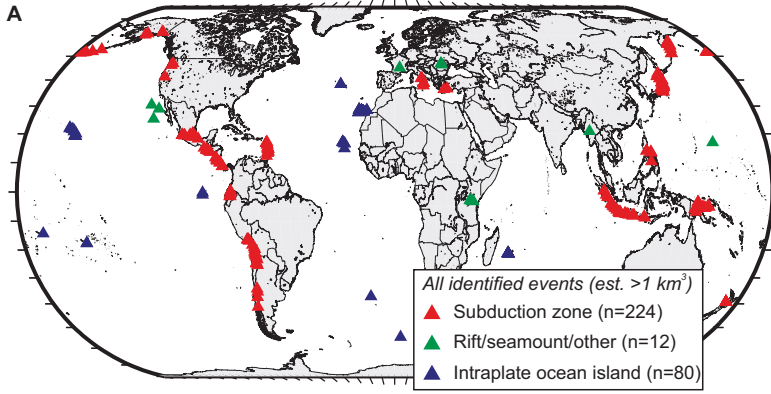 A
All identified events (est. >1 km³)
Subduction zone (n=224)
Rift/seamount/other (n=12)
Intraplate ocean island (n=80)